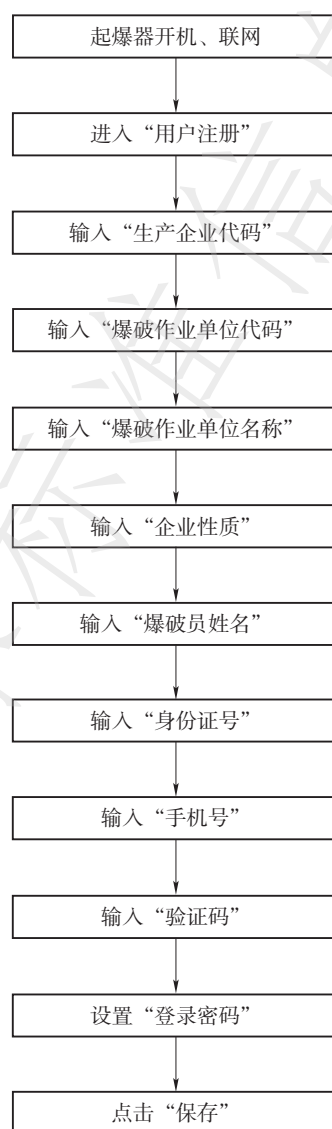 起爆器开机、联网
进入“用户注册”
输入“生产企业代码”
输入“爆破作业单位代码”
输入“爆破作业单位名称”
输入“企业性质”
输入“爆破员姓名”
输入“身份证号”
输入“手机号”
输入“验证码”
设置“登录密码”
点击“保存”